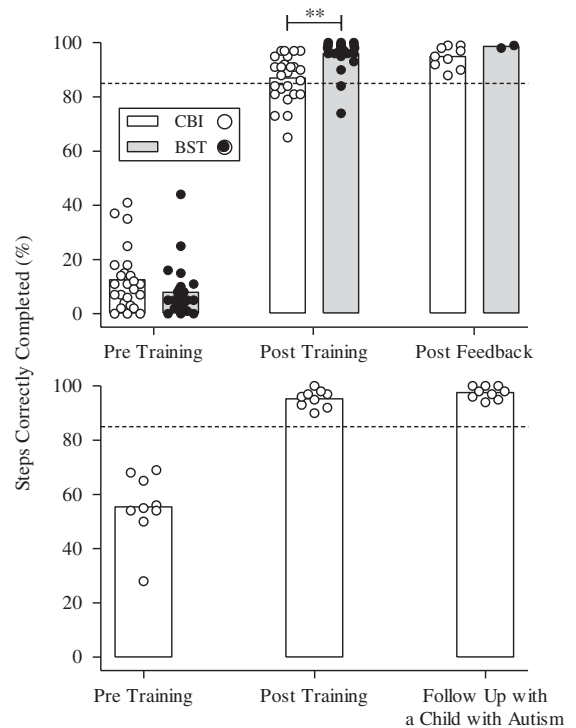 **
100
80
60
40
20
0
CBI
BST
Pre Training
Post Training
Post Feedback
Steps Correctly Completed (%)
100
80
60
40
20
0
Pre Training
Post Training
Follow Up with
a Child with Autism